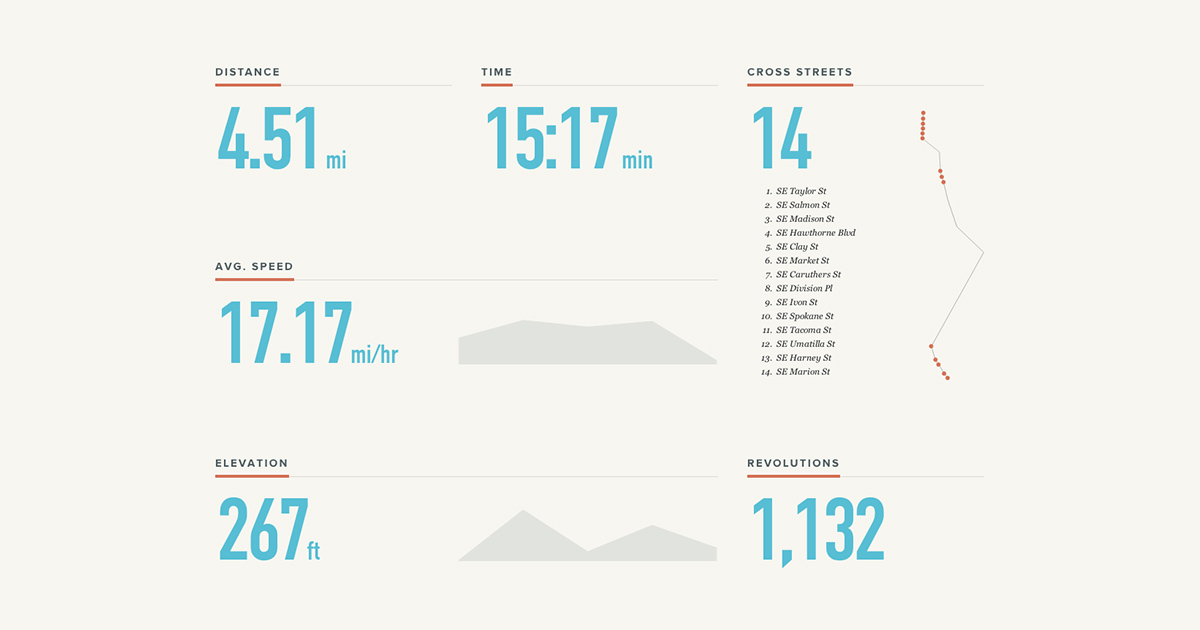 DISTANCE
4.51 mi
TIME
15:17 min
CROSS STREETS
14
1. SE Taylor St
2. SE Salmon St
3. SE Madison St
4. SE Hawthorne Blvd
5. SE Clay St
6. SE Market St
7. SE Caruthers St
8. SE Division Pl
9. SE Ivon St
10. SE Spokane St
11. SE Tacoma St
12. SE Umatilla St
13. SE Harney St
14. SE Marion St
AVG. SPEED
17.17 mi/hr
ELEVATION
267 ft
REVOLUTIONS
1,132